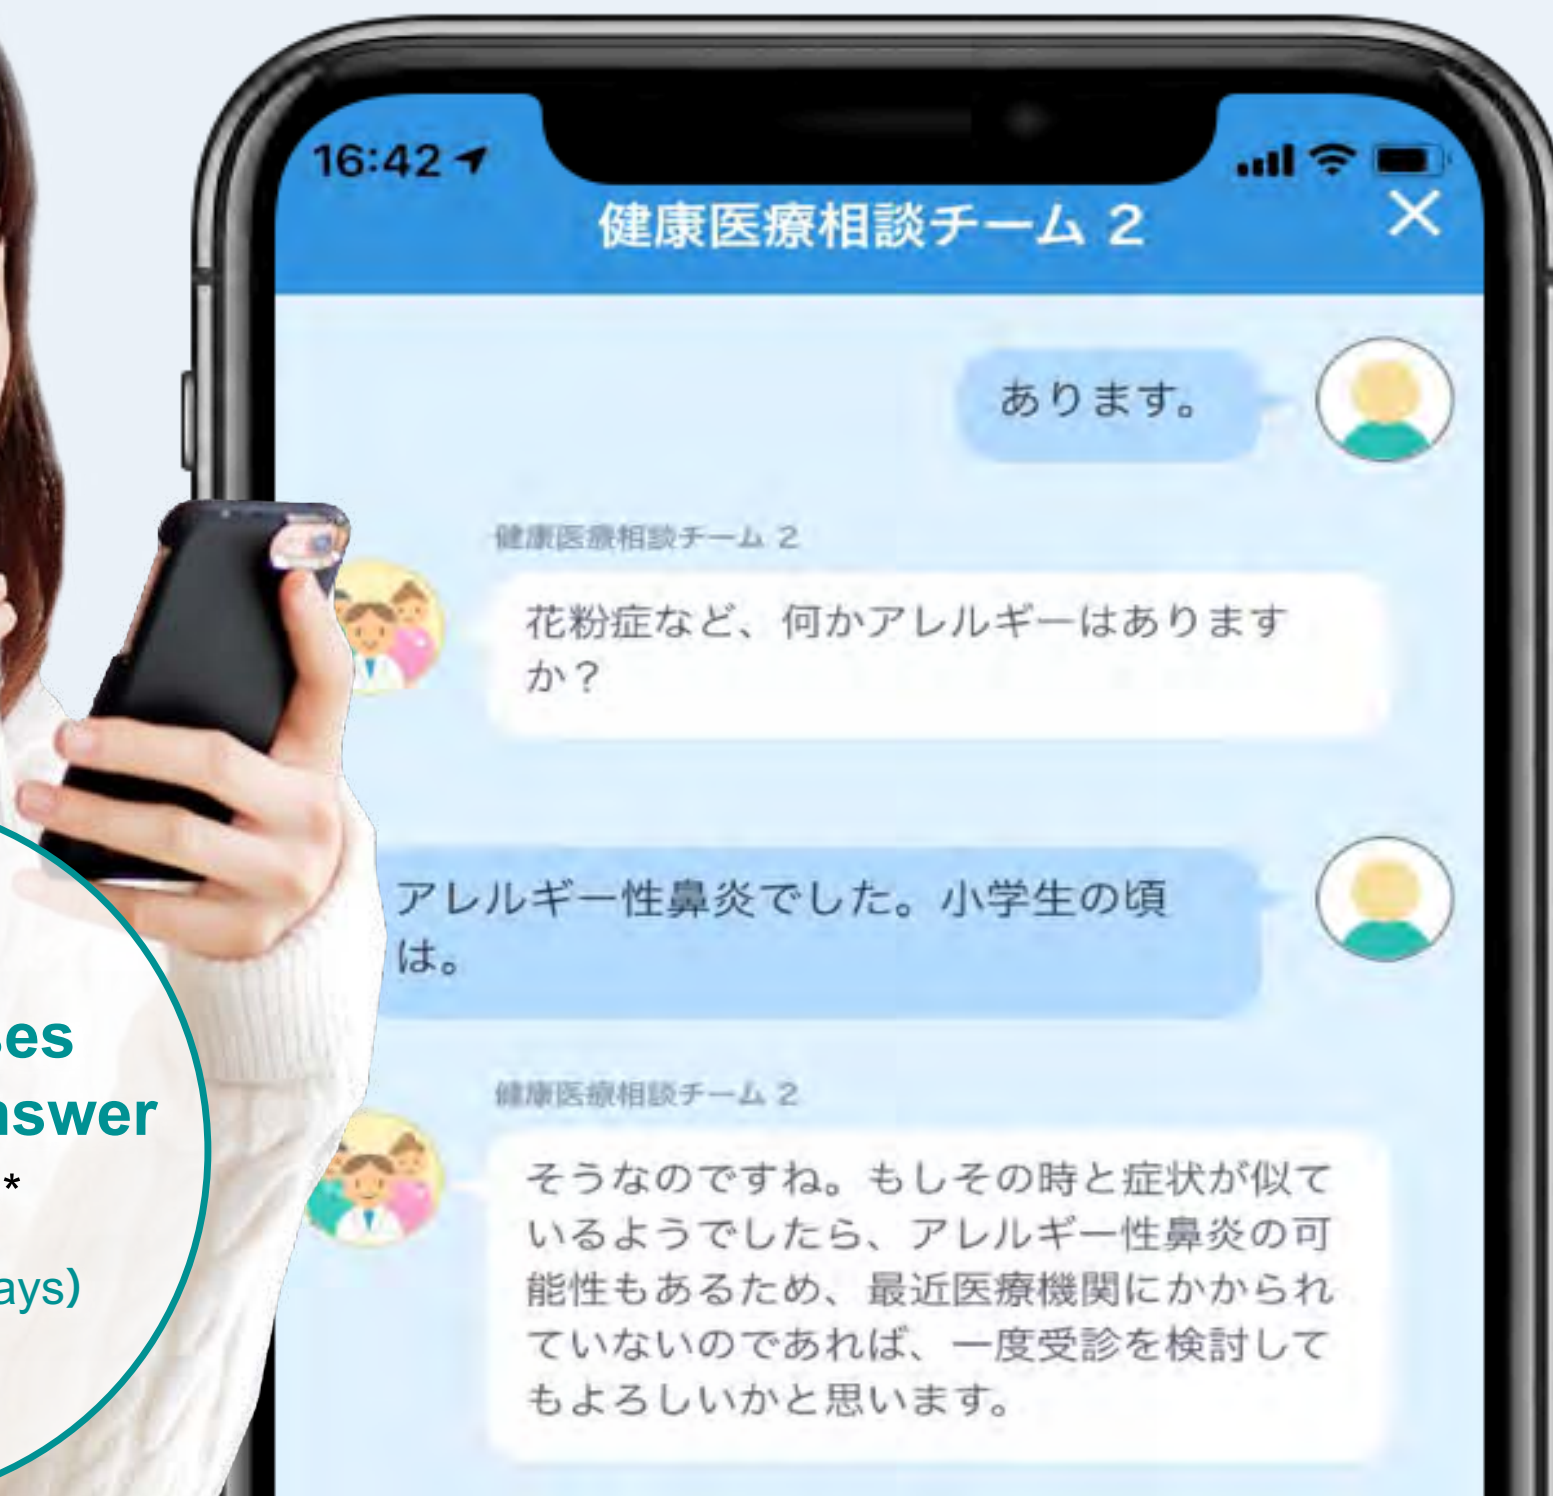 16:42
健康医療相談チーム 2
あります。
健康医療相談チーム 2
花粉症など、何かアレルギーはあります
か？
アレルギー性鼻炎でした。小学生の頃
は。
健康医療相談チーム 2
そうなのですね。もしその時と症状が似て
いるようでしたら、アレルギー性鼻炎の可
能性もあるため、最近医療機関にかかられ
ていないのであれば、一度受診を検討して
もよろしいかと思います。
*